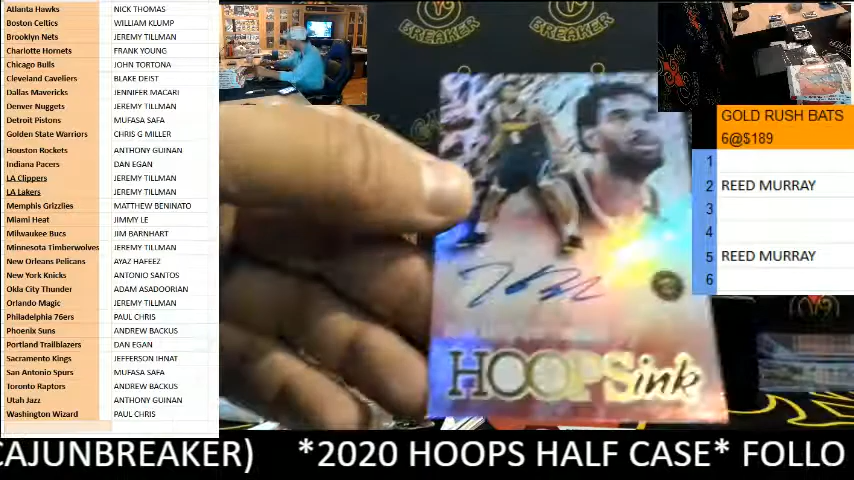 Atlanta Hawks NICK THOMAS
Boston Celtics WILLIAM KLUMP
Brooklyn Nets JEREMY TILLMAN
Charlotte Hornets FRANK YOUNG
Chicago Bulls JOHN TORTONA
Cleveland Cavaliers BLAKE DEIST
Dallas Mavericks JENNIFER MACARI
Denver Nuggets JEREMY TILLMAN
Detroit Pistons MUFASA SAFA
Golden State Warriors CHRIS G MILLER
Houston Rockets ANTHONY GUINAN
Indiana Pacers DAN EGAN
LA Clippers JEREMY TILLMAN
LA Lakers JEREMY TILLMAN
Memphis Grizzlies MATTHEW BENINATO
Miami Heat JIMMY LE
Milwaukee Bucs JIM BARNHART
Minnesota Timberwolves JEREMY TILLMAN
New Orleans Pelicans AYAZ HAFEEZ
New York Knicks ANTONIO SANTOS
Okla City Thunder ADAM ASADOORIAN
Orlando Magic JEREMY TILLMAN
Philadelphia 76ers PAUL CHRIS
Phoenix Suns ANDREW BACKUS
Portland Trailblazers DAN EGAN
Sacramento Kings JEFFERSON IHNAT
San Antonio Spurs MUFASA SAFA
Toronto Raptors ANDREW BACKUS
Utah Jazz ANTHONY GUINAN
Washington Wizard PAUL CHRIS
BREAKER
BREAKER
HOOPSink
GOLD RUSH BATS
6@$189
1
2 REED MURRAY
3
4
5 REED MURRAY
6
CAJUNBREAKER) *2020 HOOPS HALF CASE* FOLLO